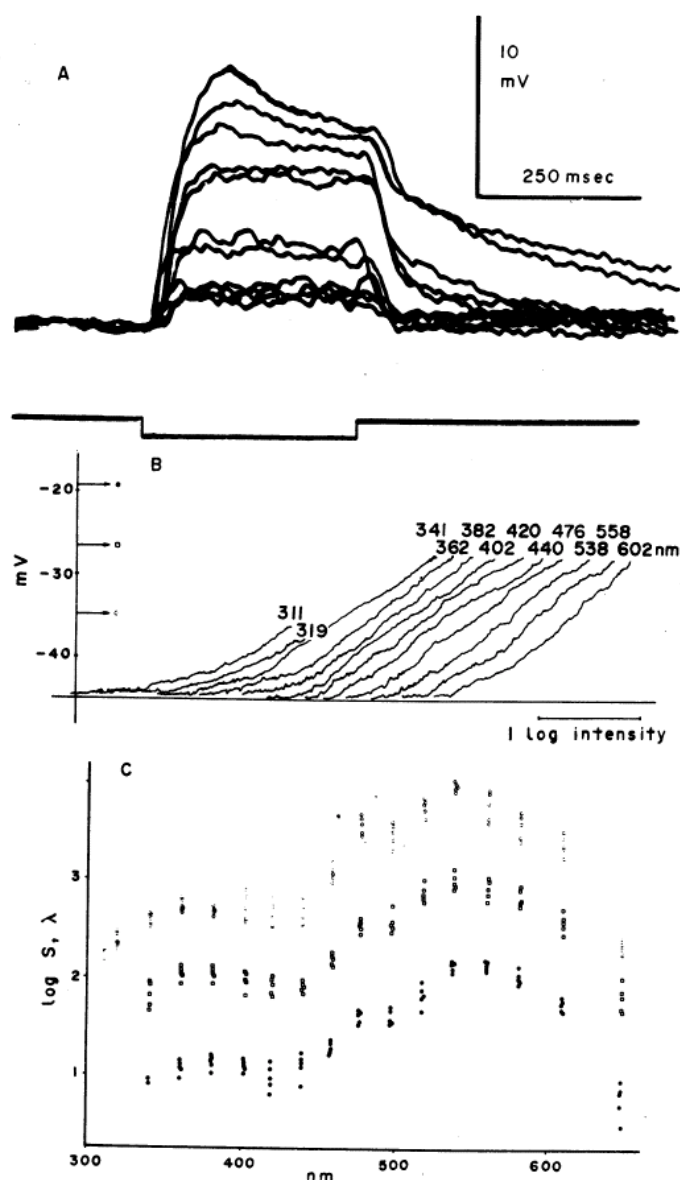 A
10
mV
250 msec
B
-20
mV
-30
-40
341 382 420 476 558
362 402 440 538 602nm
311
319
1 log intensity
C
log S, λ
3
2
1
300 400 500 600
nm